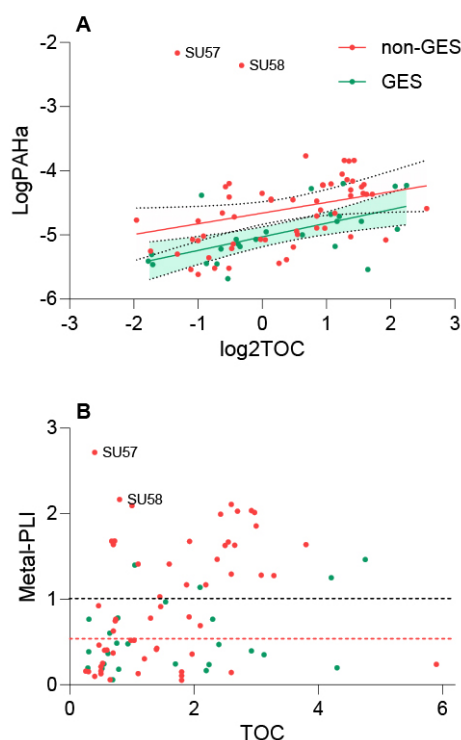 A
-2
SU57
SU58
non-GES
GES
-3
LogPAHa
-4
-5
-6
-3
-2
-1
0
1
2
3
log2TOC
B
3
SU57
2
SU58
Metal-PLI
1
0
0
2
4
6
TOC